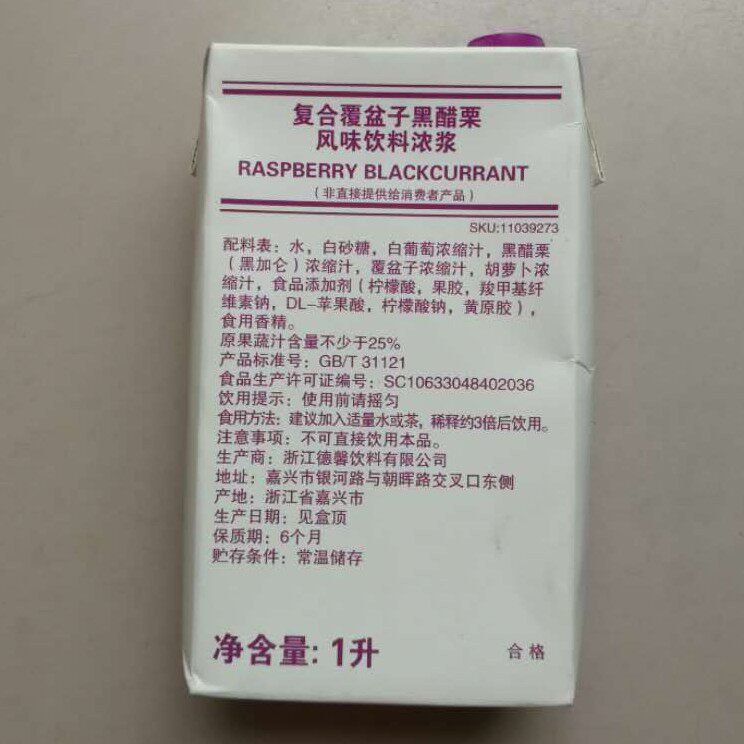 复合覆盆子黑醋栗
风味饮料浓浆
RASPBERRY BLACKCURRANT
（非直接提供给消费者产品）
SKU:11039273
配料表：水，白砂糖，白葡萄浓缩汁，黑醋栗
（黑加仑）浓缩汁，覆盆子浓缩汁，胡萝卜浓
缩汁，食品添加剂（柠檬酸，果胶，羧甲基纤
维素钠，DL-苹果酸，柠檬酸钠，黄原胶），
食用香精。
原果蔬汁含量不少于25%
产品标准号：GB/T 31121
食品生产许可证编号：SC10633048402036
饮用提示：使用前请摇匀
食用方法：建议加入适量水或茶，稀释约3倍后饮用。
注意事项：不可直接饮用本品。
生产商：浙江德馨饮料有限公司
地址：嘉兴市银河路与朝晖路交叉口东侧
产地：浙江省嘉兴市
生产日期：见盒顶
保质期：6个月
贮存条件：常温储存
净含量：1升
合格